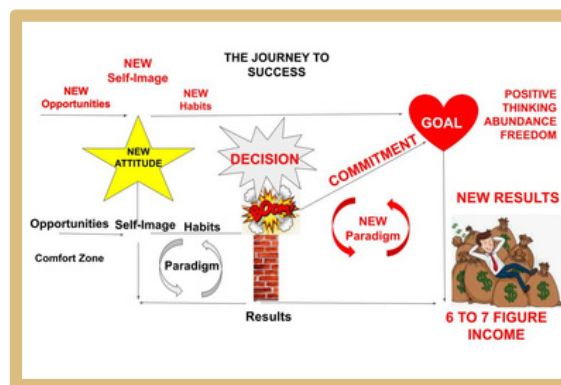 THE JOURNEY TO
SUCCESS
NEW
Self-Image
NEW
Opportunities
NEW
Habits
NEW
ATTITUDE
DECISION
BOOM!
COMMITMENT
GOAL
POSITIVE
THINKING
ABUNDANCE
FREEDOM
Opportunities
Self-Image
Habits
Comfort Zone
Paradigm
NEW
Paradigm
NEW RESULTS
Results
6 TO 7 FIGURE
INCOME